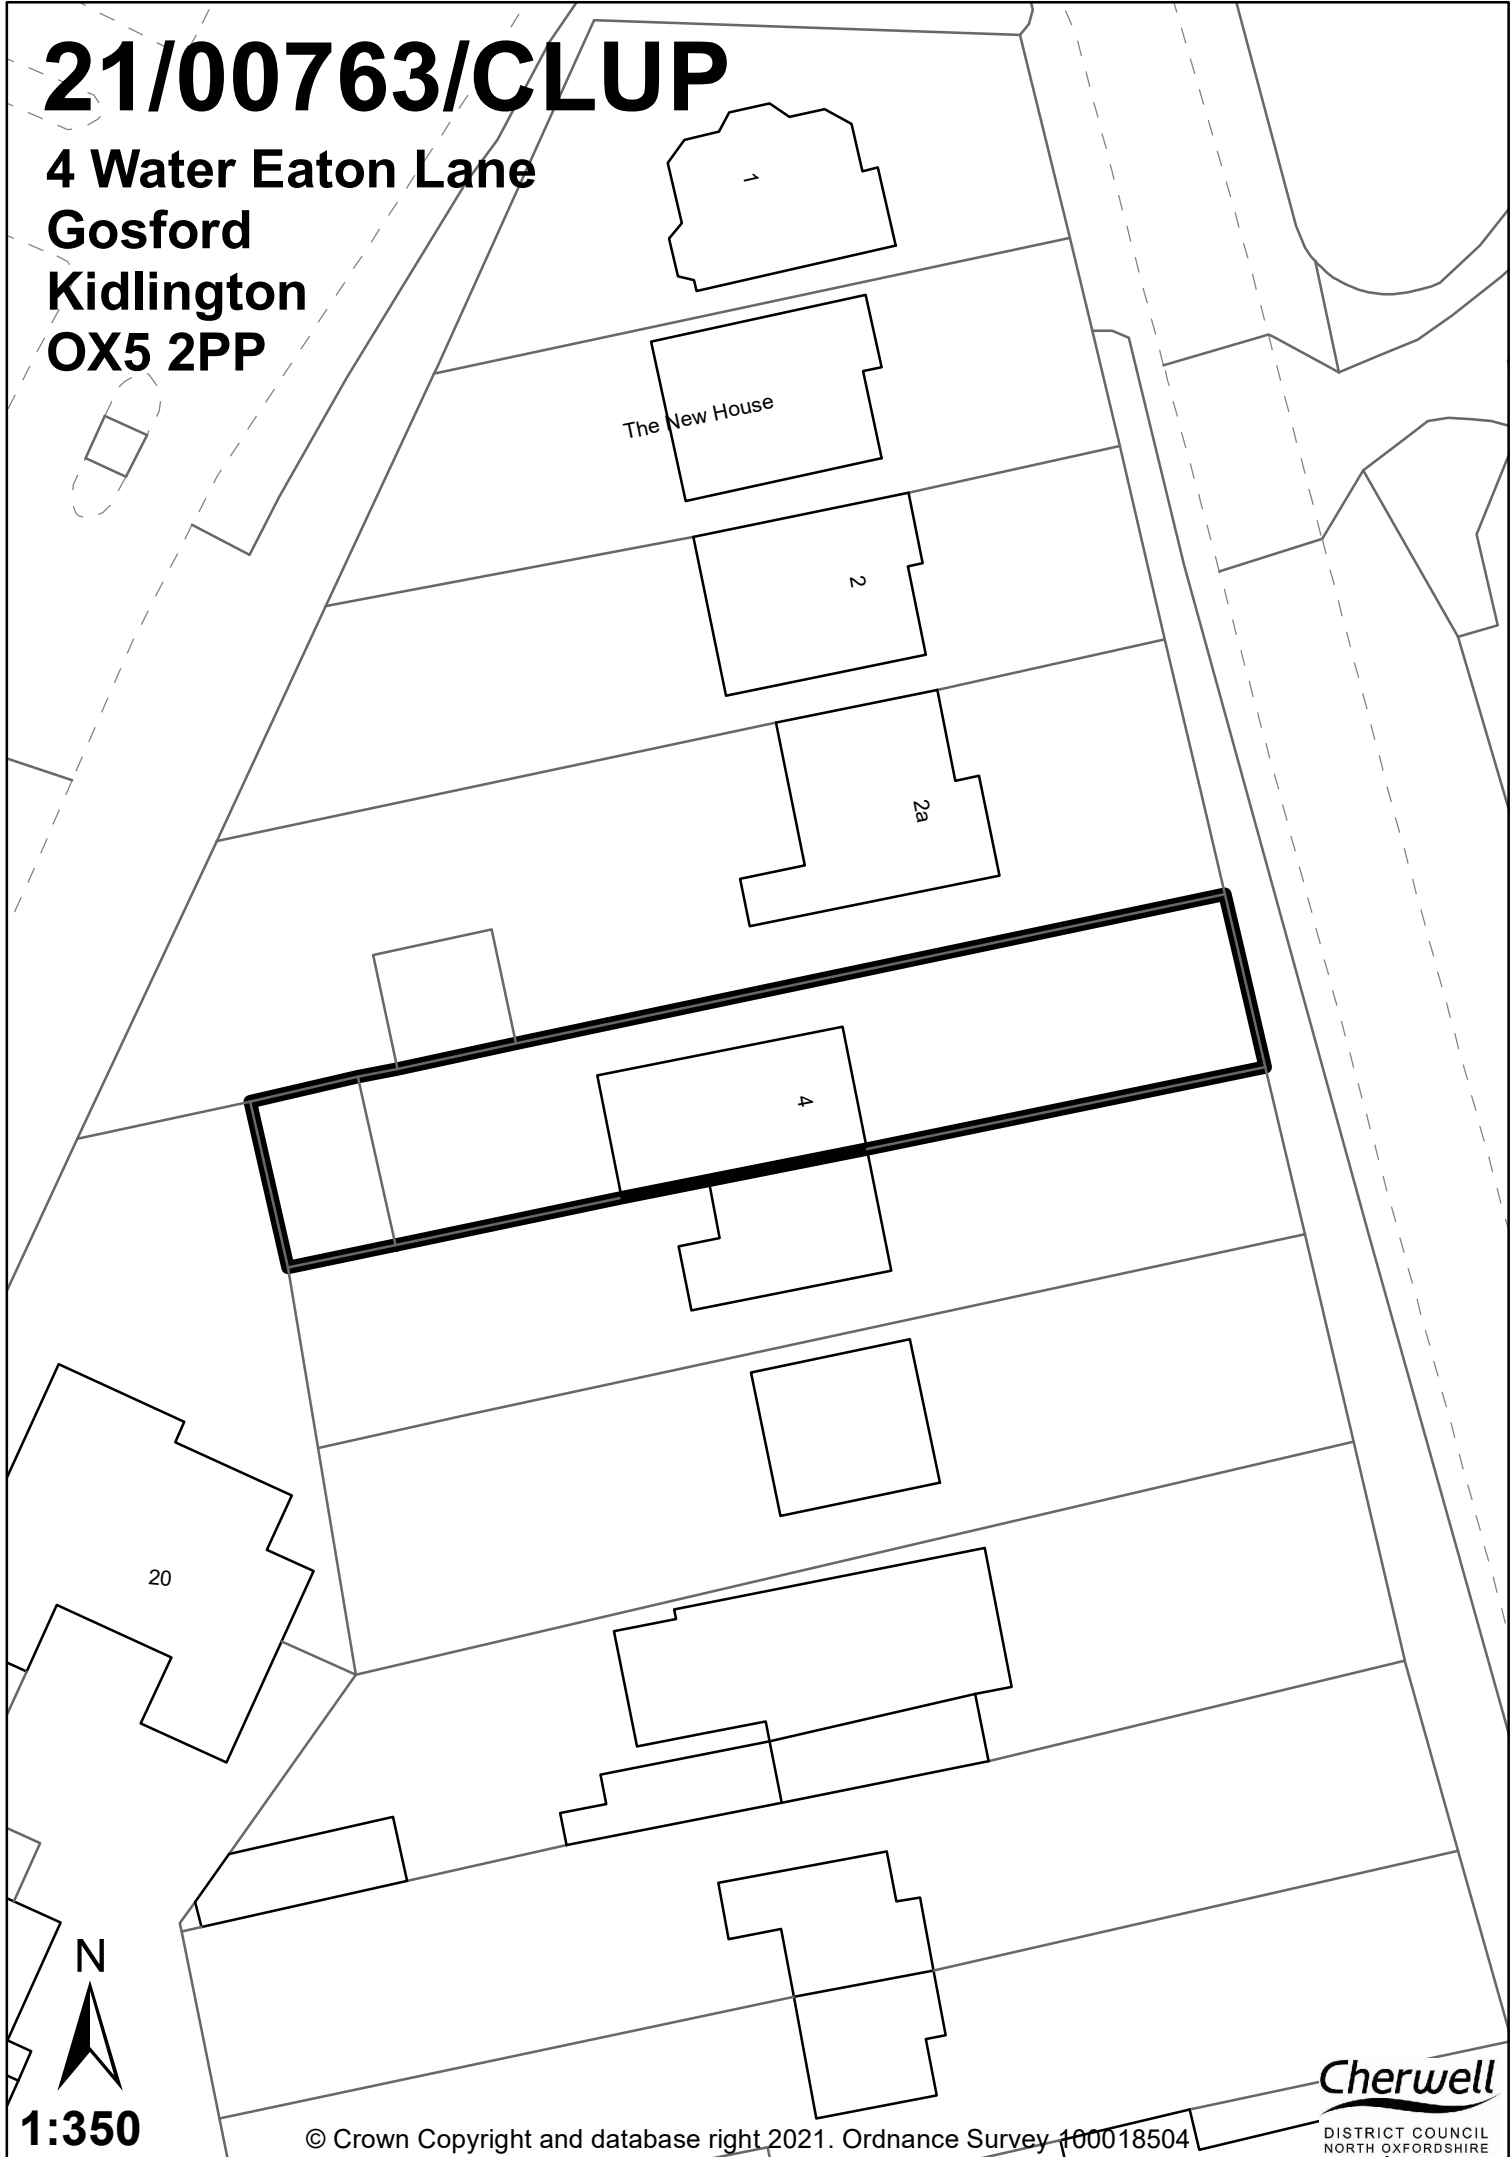 21/00763/CLUP
4 Water Eaton Lane
Gosford
Kidlington
OX5 2PP
1
The New House
2
2a
4
20
N
1:350
© Crown Copyright and database right 2021. Ordnance Survey 100018504
Cherwell
DISTRICT COUNCIL
NORTH OXFORDSHIRE